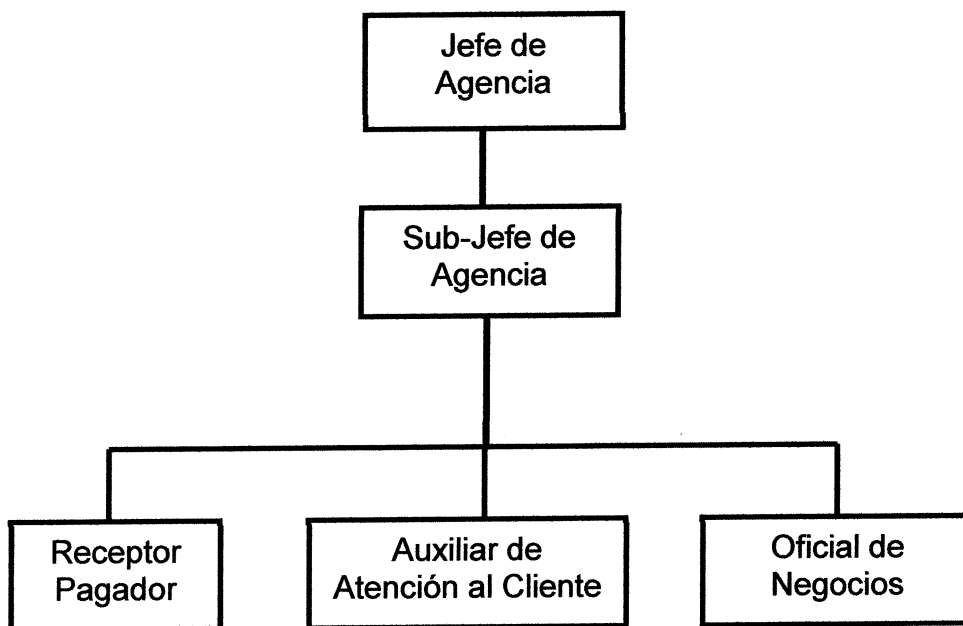 Jefe de
Agencia
Sub-Jefe de
Agencia
Receptor
Pagador
Auxiliar de
Atención al Cliente
Oficial de
Negocios